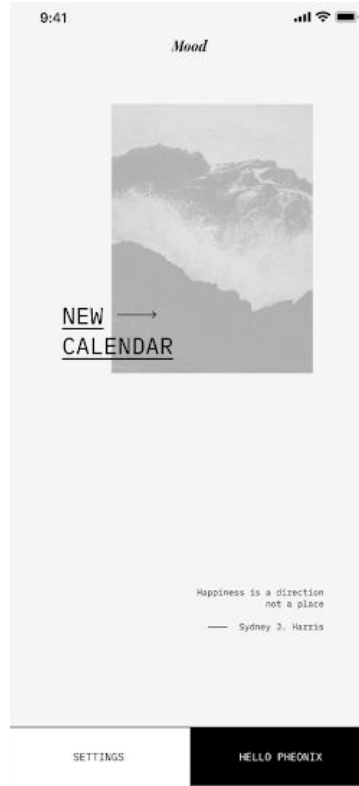 9:41
Mood
NEW →
CALENDAR
Happiness is a direction
not a place
— Sydney J. Harris
SETTINGS
HELLO PHEONIX